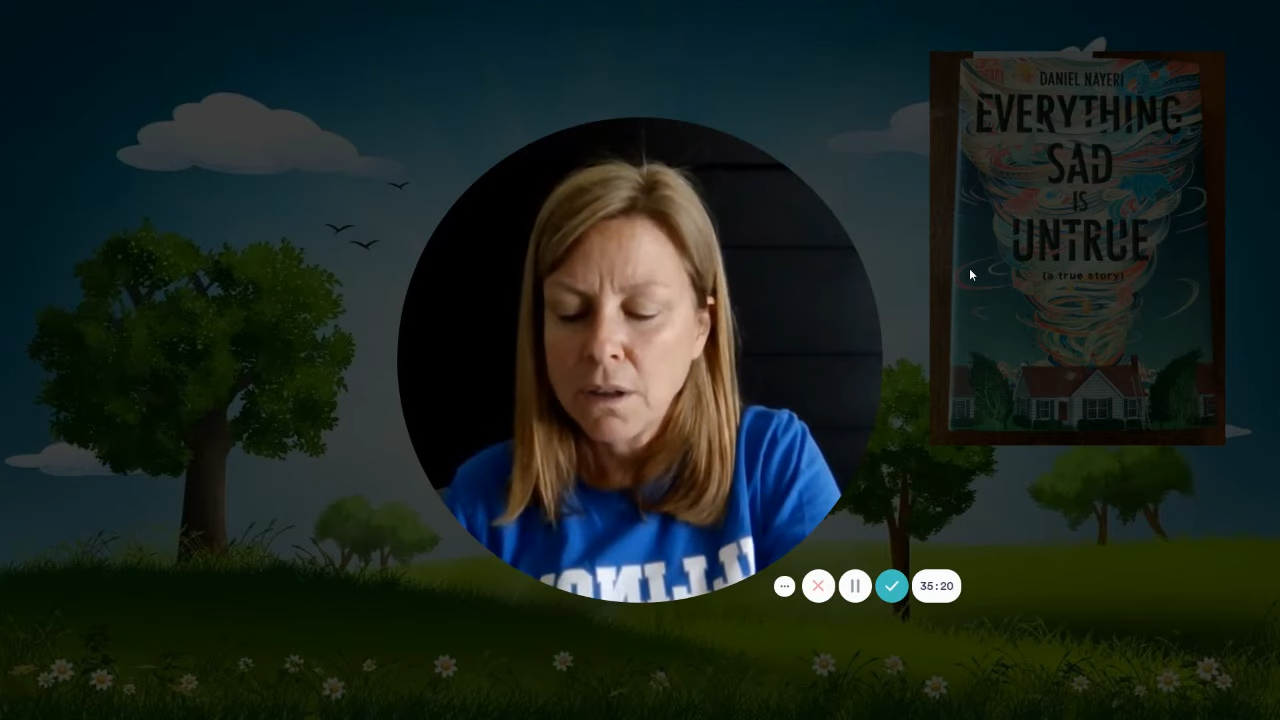 DANIEL NAYERI
EVERYTHING
SAD
IS
UNTRUE
(a true story)
35:20